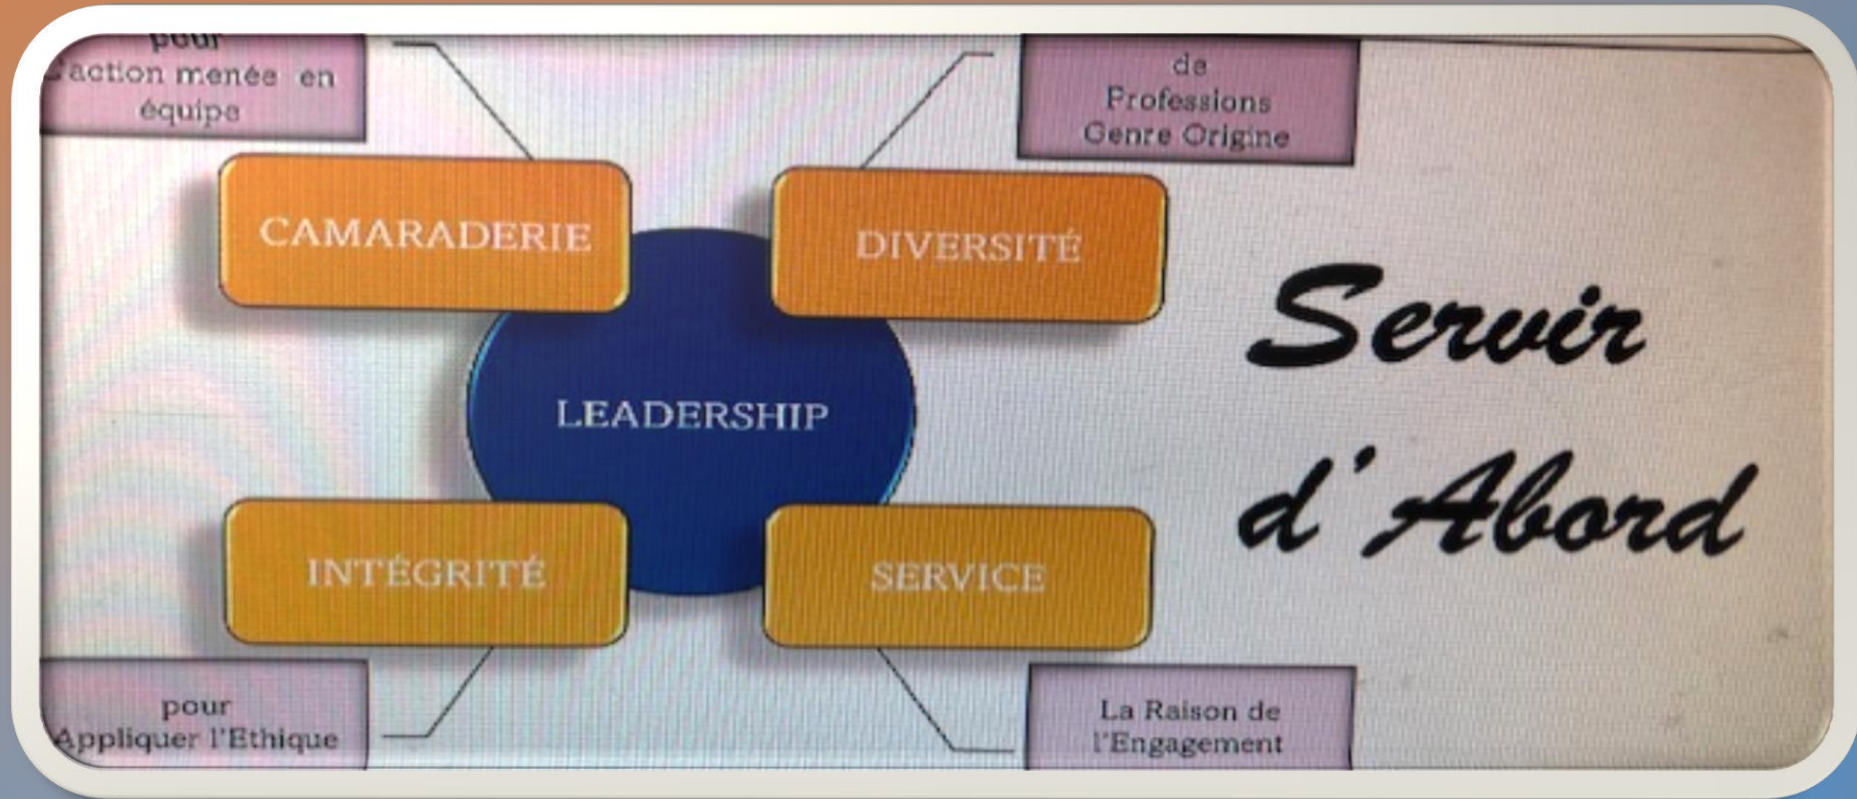 pour
L'action menée en
équipe
de
Professions
Genre Origine
CAMARADERIE
DIVERSITÉ
Servir
LEADERSHIP
d'Abord
INTÉGRITÉ
SERVICE
pour
Appliquer l'Ethique
La Raison de
l'Engagement